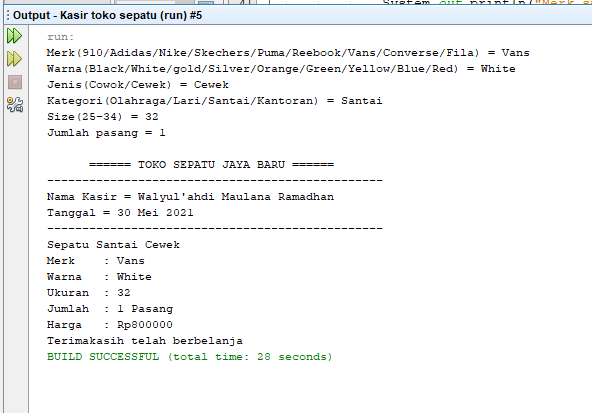 System.out.println("Merk
Output - Kasir toko sepatu (run) #5
run:
Merk(910/Adidas/Nike/Skechers/Puma/Reebook/Vans/Converse/Fila) = Vans
Warna(Black/White/gold/Silver/Orange/Green/Yellow/Blue/Red) = White
Jenis(Cowok/Cewek) = Cewek
Kategori(Olahraga/Lari/Santai/Kantoran) = Santai
Size(25-34) = 32
Jumlah pasang = 1
====== TOKO SEPATU JAYA BARU ======
------------------------------------------------
Nama Kasir = Walyul'ahdi Maulana Ramadhan
Tanggal = 30 Mei 2021
------------------------------------------------
Sepatu Santai Cewek
Merk    : Vans
Warna   : White
Ukuran  : 32
Jumlah  : 1 Pasang
Harga   : Rp800000
Terimakasih telah berbelanja
BUILD SUCCESSFUL (total time: 28 seconds)